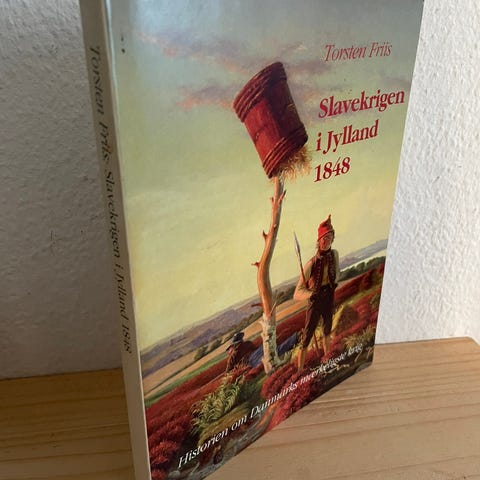 Torsten Friis
Slavekrigen
i Jylland
1848
Historien om Danmarks mærkeligste krig
Torsten Friis: Slavekrigen i Jylland 1848